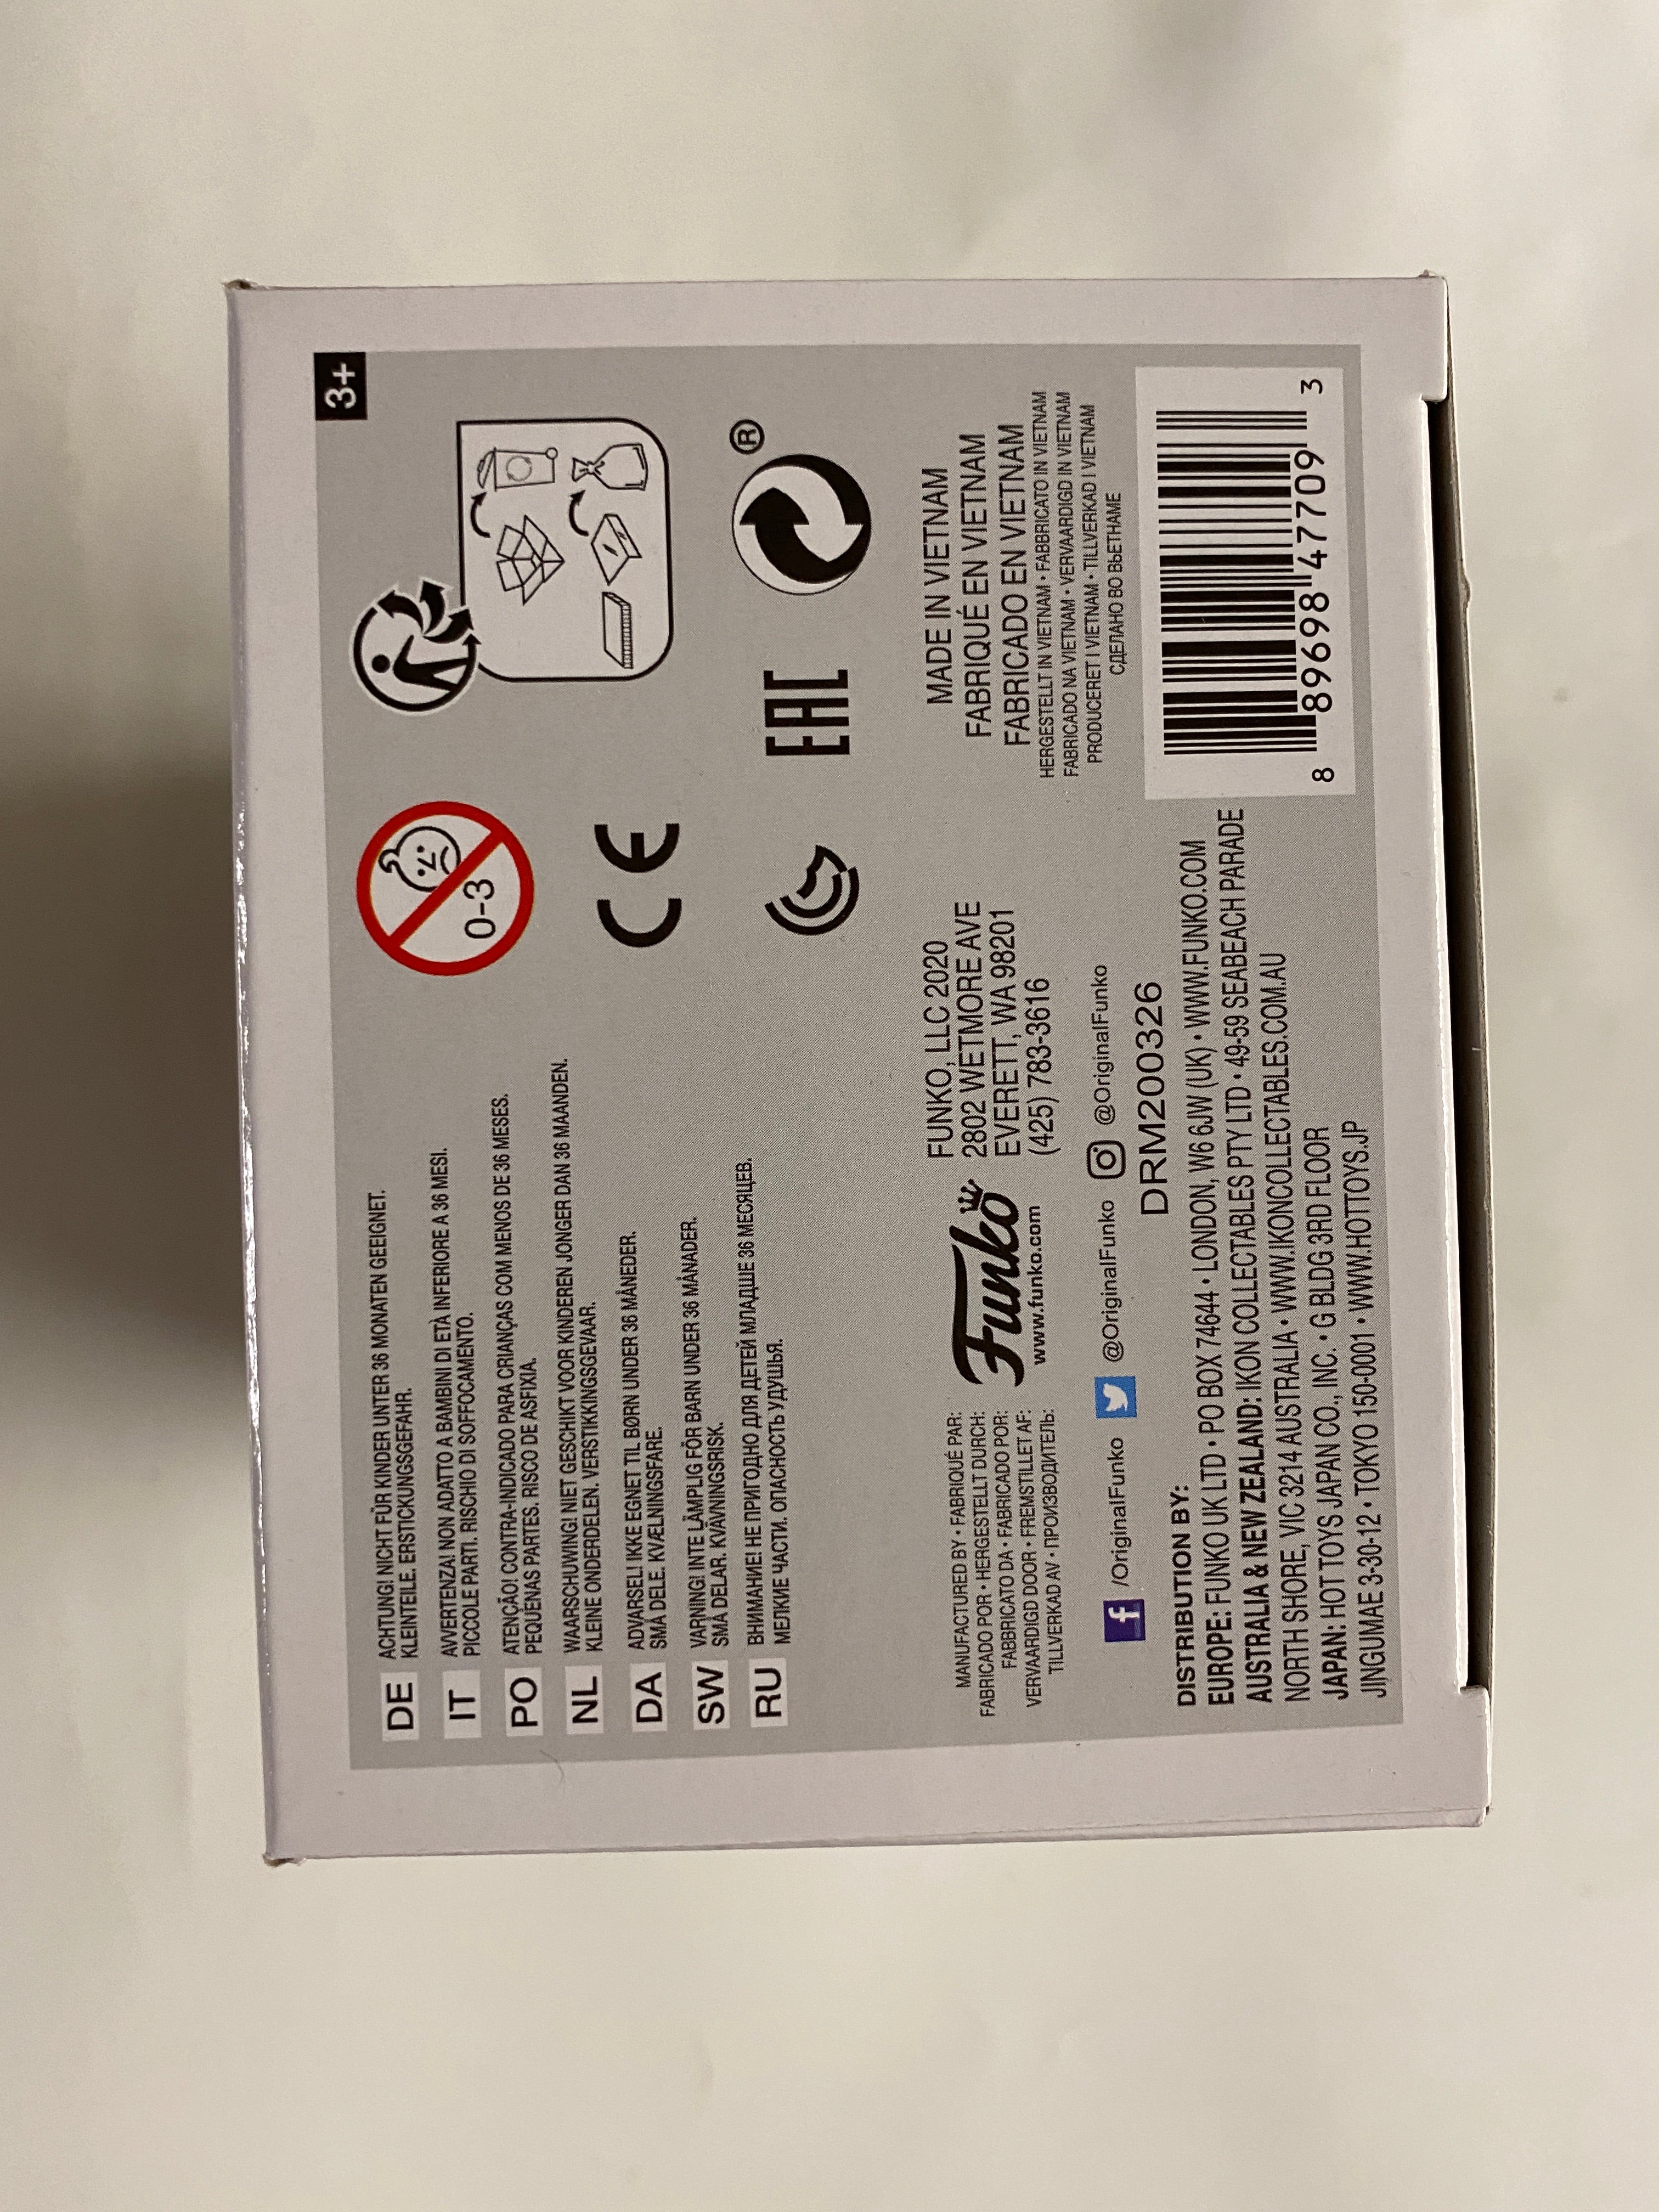 3+
DE
ACHTUNG! NICHT FÜR KINDER UNTER 36 MONATEN GEEIGNET.
KLEINTEILE. ERSTICKUNGSGEFAHR.
IT
AVVERTENZA! NON ADATTO A BAMBINI DI ETÀ INFERIORE A 36 MESI.
PICCOLE PARTI. RISCHIO DI SOFFOCAMENTO.
PO
ATENÇÃO! CONTRA-INDICADO PARA CRIANÇAS COM MENOS DE 36 MESES.
PEQUENAS PARTES. RISCO DE ASFIXIA.
NL
WAARSCHUWING! NIET GESCHIKT VOOR KINDEREN JONGER DAN 36 MAANDEN.
KLEINE ONDERDELEN. VERSTIKKINGSGEVAAR.
DA
ADVARSEL! IKKE EGNET TIL BØRN UNDER 36 MÅNEDER.
SMÅ DELE. KVÆLNINGSFARE.
SW
VARNING! INTE LÄMPLIG FÖR BARN UNDER 36 MÅNADER.
SMÅ DELAR. KVÄVNINGSRISK.
RU
ВНИМАНИЕ! НЕ ПРИГОДНО ДЛЯ ДЕТЕЙ МЛАДШЕ 36 МЕСЯЦЕВ.
МЕЛКИЕ ЧАСТИ. ОПАСНОСТЬ УДУШЬЯ.
0-3
CE
EAC
®
MANUFACTURED BY • FABRIQUÉ PAR:
FABRICADO POR • HERGESTELLT DURCH:
FABBRICATO DA • FABRICADO POR:
VERVAARDIGD DOOR • FREMSTILLET AF:
TILLVERKAD AV • ПРОИЗВОДИТЕЛЬ:
Funko
www.funko.com
FUNKO, LLC 2020
2802 WETMORE AVE
EVERETT, WA 98201
(425) 783-3616
MADE IN VIETNAM
FABRIQUÉ EN VIETNAM
FABRICADO EN VIETNAM
HERGESTELLT IN VIETNAM • FABBRICATO IN VIETNAM
FABRICADO NA VIETNAM • VERVAARDIGD IN VIETNAM
PRODUCERET I VIETNAM • TILLVERKAD I VIETNAM
СДЕЛАНО ВО ВЬЕТНАМЕ
f /OriginalFunko @OriginalFunko @OriginalFunko
DRM200326
DISTRIBUTION BY:
EUROPE: FUNKO UK LTD • PO BOX 74644 • LONDON, W6 6JW (UK) • WWW.FUNKO.COM
AUSTRALIA & NEW ZEALAND: IKON COLLECTABLES PTY LTD • 49-59 SEABEACH PARADE
NORTH SHORE, VIC 3214 AUSTRALIA • WWW.IKONCOLLECTABLES.COM.AU
JAPAN: HOT TOYS JAPAN CO., INC. • G BLDG 3RD FLOOR
JINGUMAE 3-30-12 • TOKYO 150-0001 • WWW.HOTTOYS.JP
8 89698 47709 3